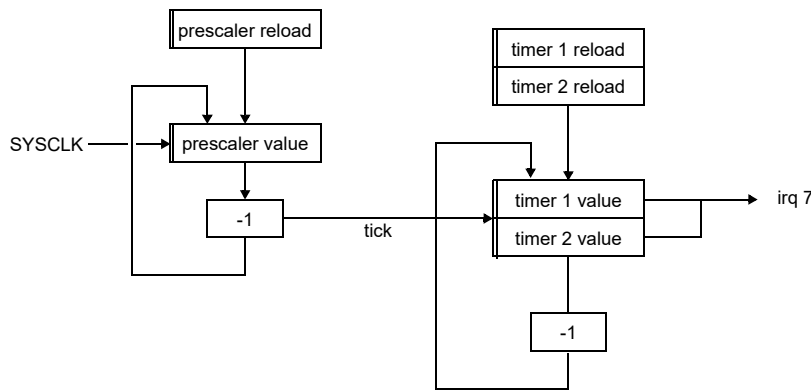 prescaler reload
timer 1 reload
timer 2 reload
SYSCLK
prescaler value
-1
tick
timer 1 value
timer 2 value
irq 7
-1